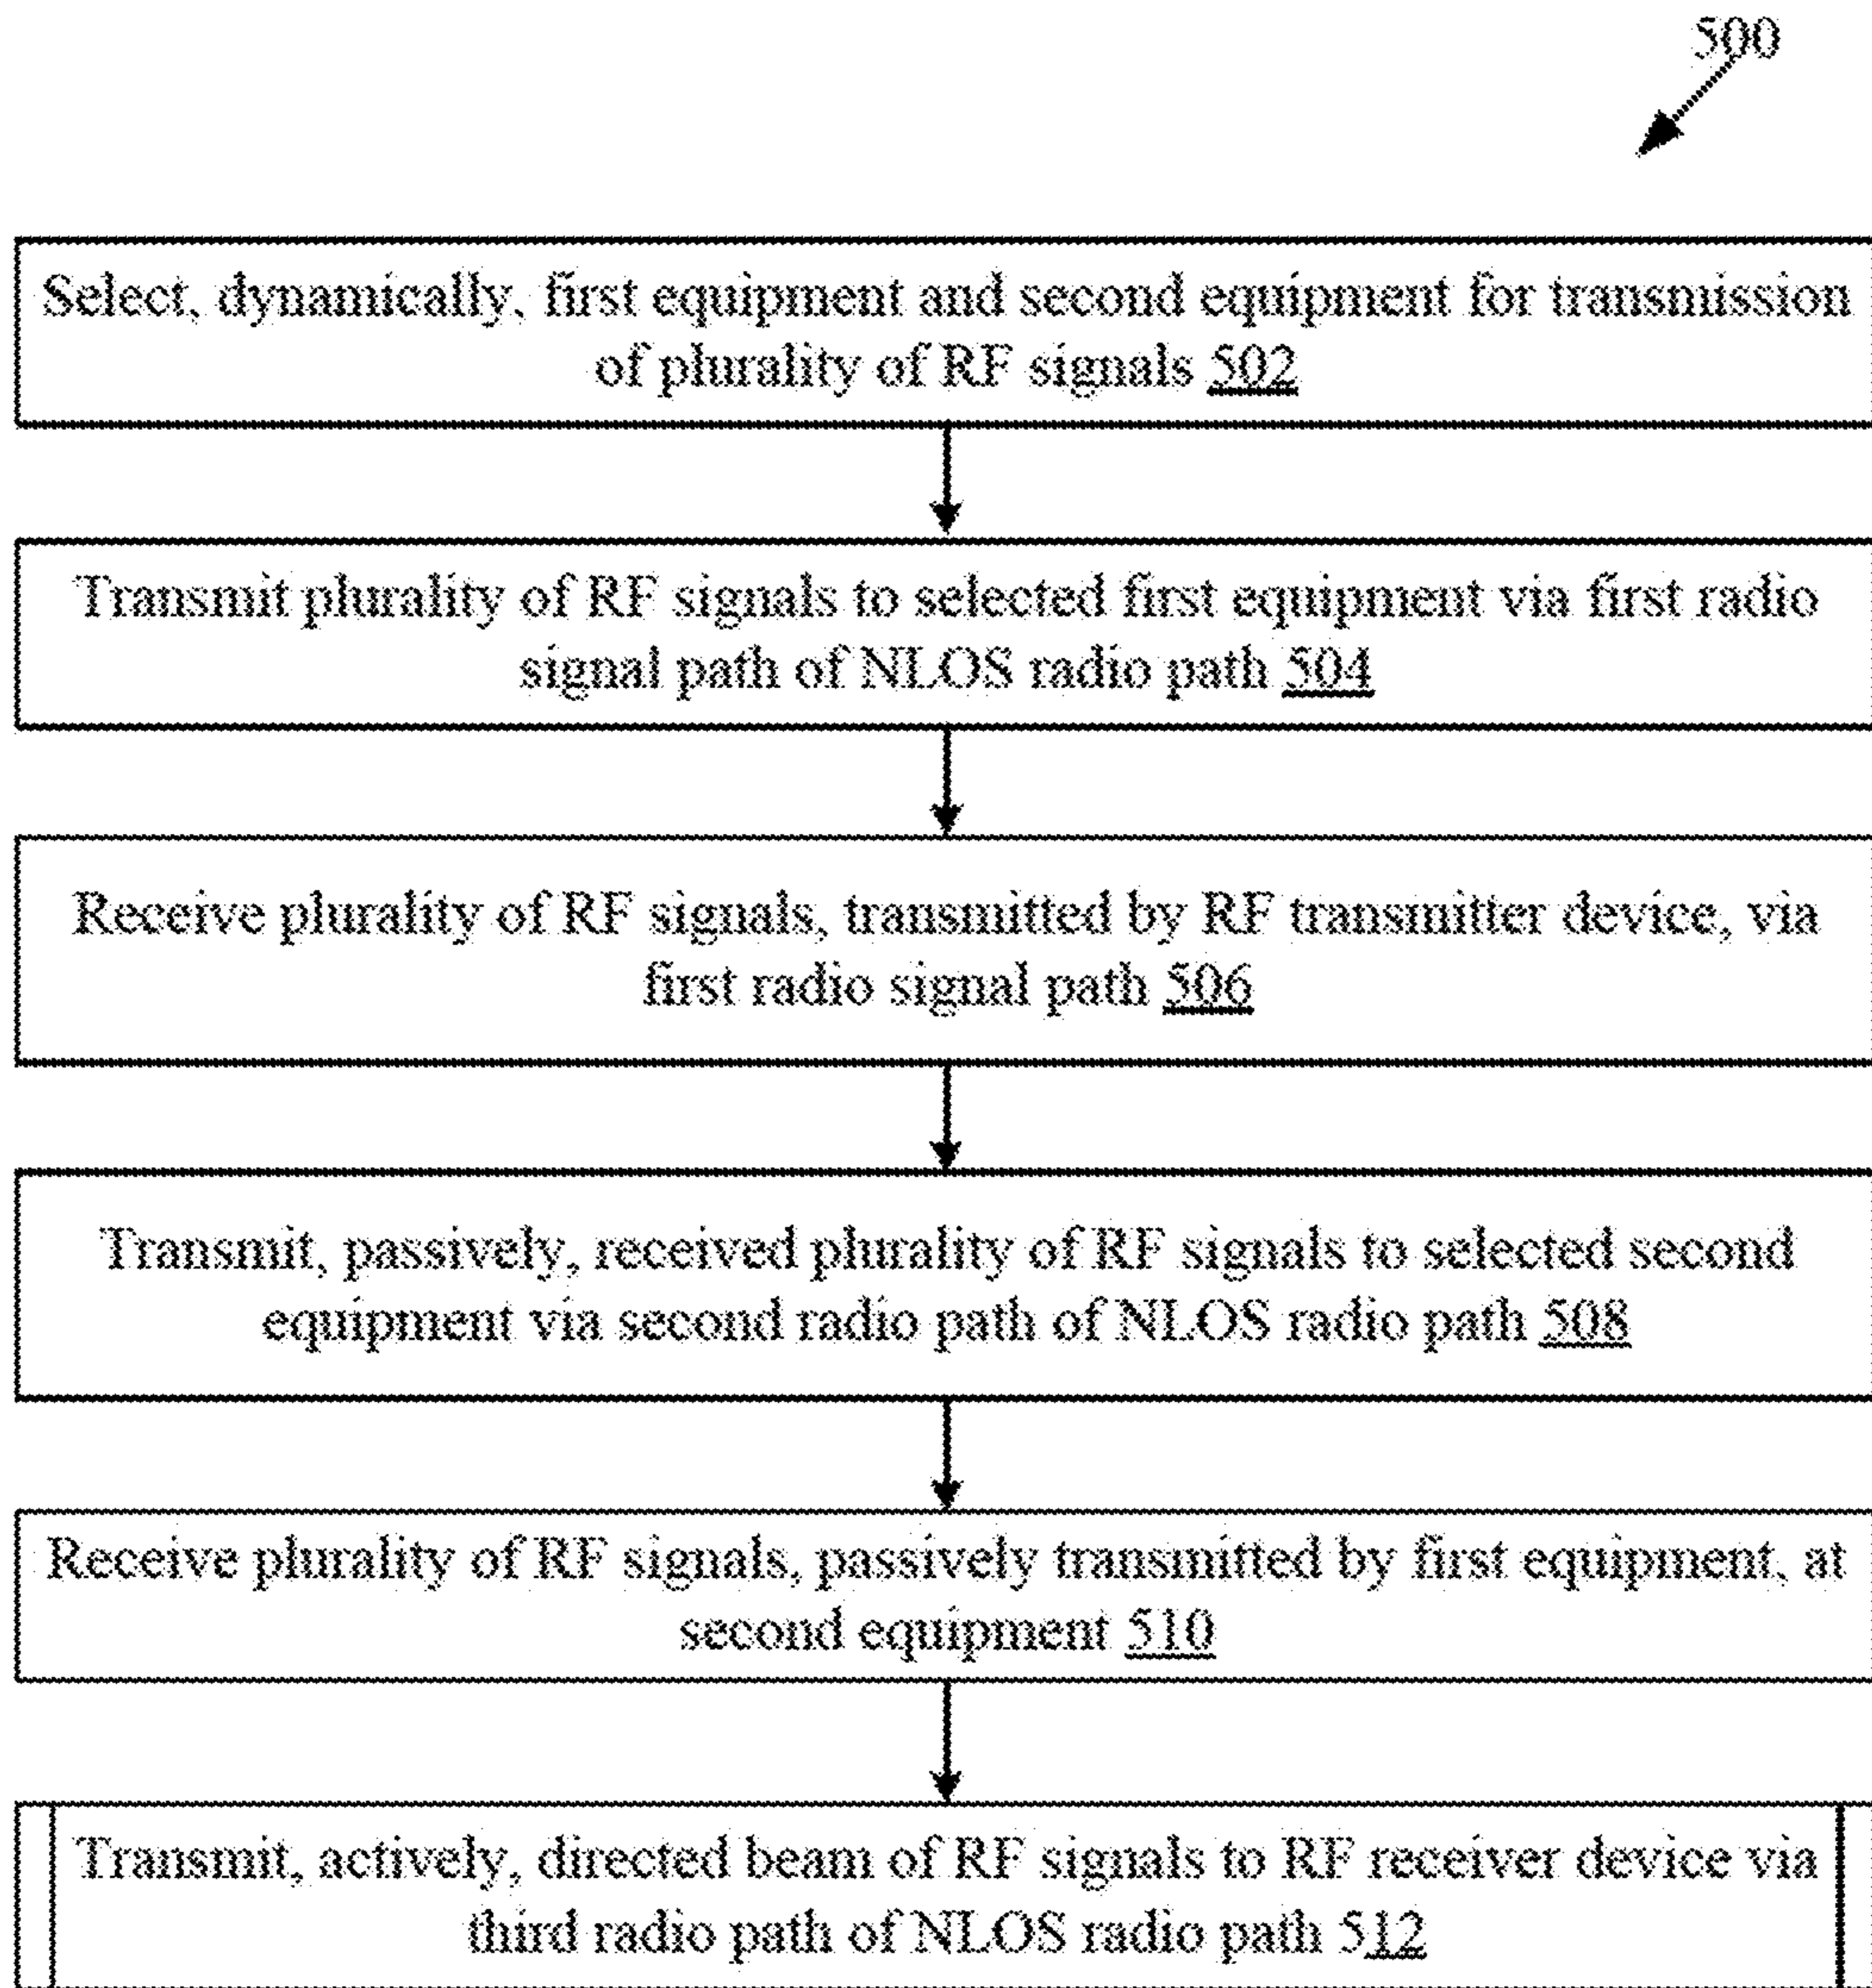 500
Select, dynamically, first equipment and second equipment for transmission
of plurality of RF signals 502
Transmit plurality of RF signals to selected first equipment via first radio
signal path of NLOS radio path 504
Receive plurality of RF signals, transmitted by RF transmitter device, via
first radio signal path 506
Transmit, passively, received plurality of RF signals to selected second
equipment via second radio path of NLOS radio path 508
Receive plurality of RF signals, passively transmitted by first equipment, at
second equipment 510
Transmit, actively, directed beam of RF signals to RF receiver device via
third radio path of NLOS radio path 512